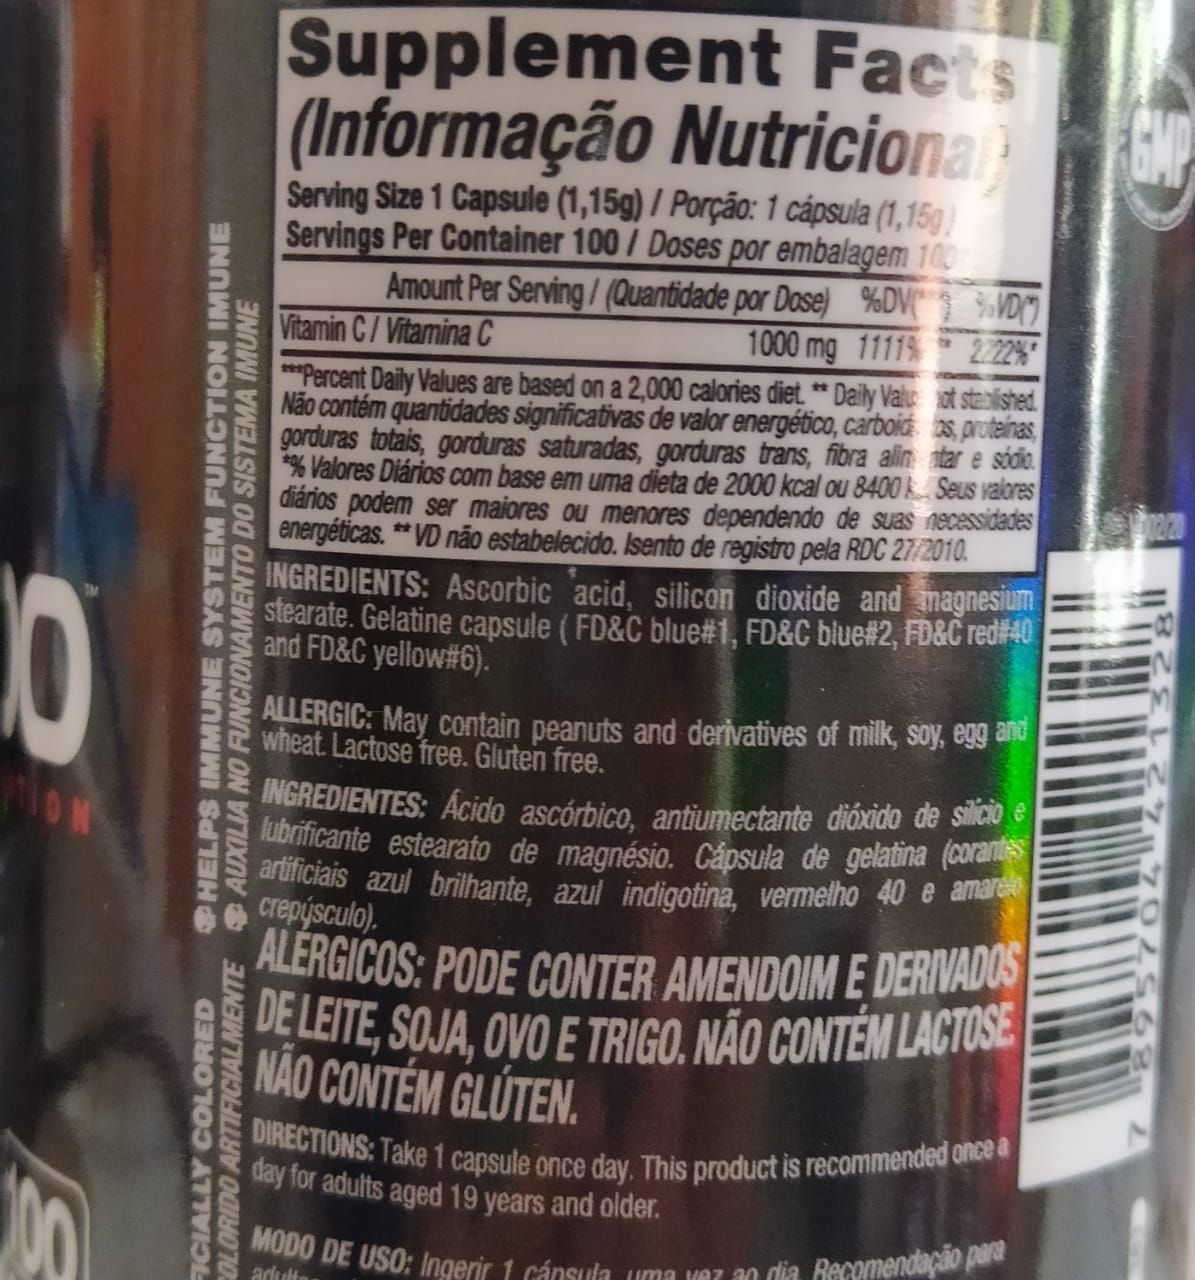 Supplement Facts
(Informação Nutricional)
Serving Size 1 Capsule (1,15g) / Porção: 1 cápsula (1,15g)
Servings Per Container 100 / Doses por embalagem 100
Amount Per Serving / (Quantidade por Dose) %DV(***) %VD(*)
Vitamin C / Vitamina C 1000 mg 1111% ** 2222%*
***Percent Daily Values are based on a 2,000 calories diet. ** Daily Value not stablished.
Não contém quantidades significativas de valor energético, carboidratos, proteínas,
gorduras totais, gorduras saturadas, gorduras trans, fibra alimentar e sódio.
*% Valores Diários com base em uma dieta de 2000 kcal ou 8400 Seus valores
diários podem ser maiores ou menores dependendo de suas necessidades
energéticas. ** VD não estabelecido. Isento de registro pela RDC 27/2010.
INGREDIENTS: Ascorbic acid, silicon dioxide and magnesium
stearate. Gelatine capsule ( FD&C blue#1, FD&C blue#2, FD&C red#40
and FD&C yellow#6).
ALLERGIC: May contain peanuts and derivatives of milk, soy, egg and
wheat. Lactose free. Gluten free.
INGREDIENTES: Ácido ascórbico, antiumectante dióxido de silício e
lubrificante estearato de magnésio. Cápsula de gelatina (corantes
artificiais azul brilhante, azul indigotina, vermelho 40 e amarelo
crepúsculo).
ALÉRGICOS: PODE CONTER AMENDOIM E DERIVADOS
DE LEITE, SOJA, OVO E TRIGO. NÃO CONTÉM LACTOSE.
NÃO CONTÉM GLÚTEN.
DIRECTIONS: Take 1 capsule once day. This product is recommended once a
day for adults aged 19 years and older.
MODO DE USO: Ingerir 1 cápsula uma vez ao dia. Recomendação para
HELPS IMMUNE SYSTEM FUNCTION IMUNE
AUXILIA NO FUNCIONAMENTO DO SISTEMA IMUNE
COLORED
ARTIFICIALMENTE
100
GMP
7 895704 421328